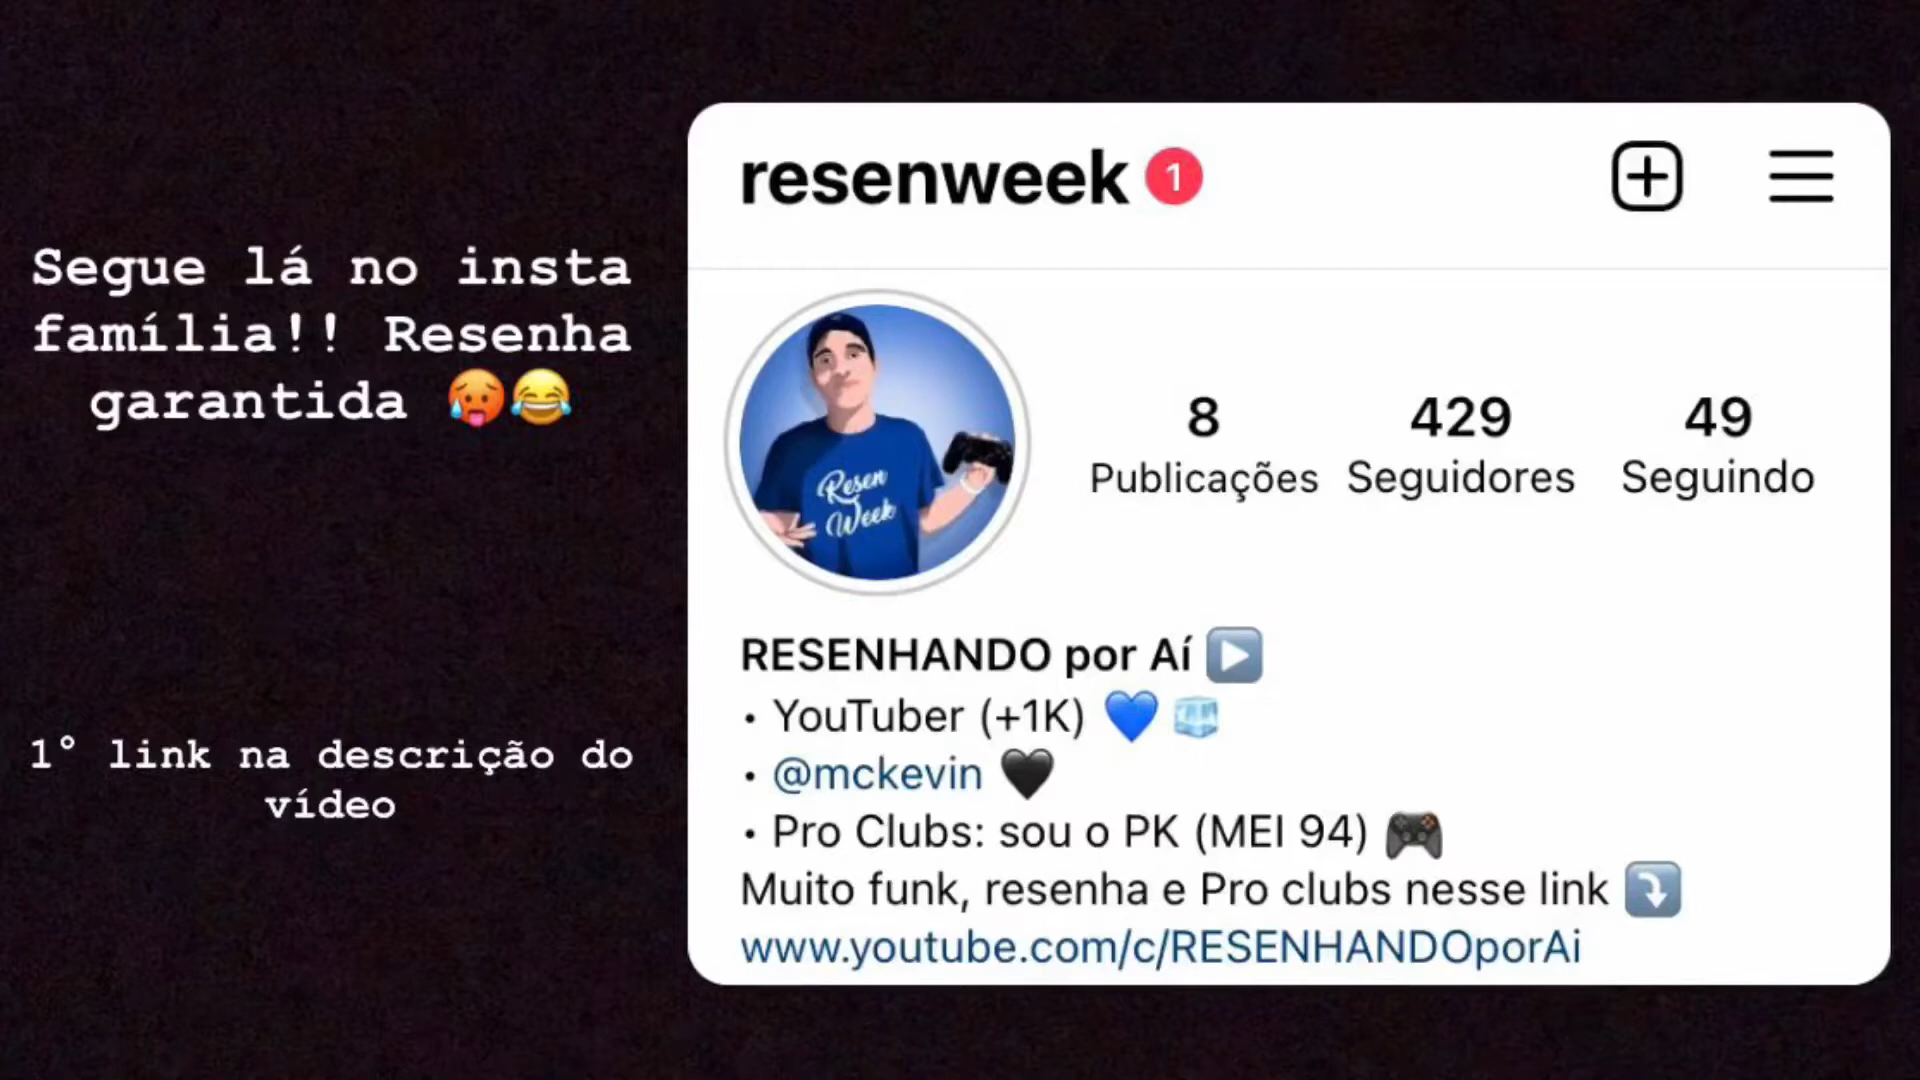 Segue lá no insta
família!! Resenha
garantida 🥵😂
1° link na descrição do
vídeo
resenweek 1
8 429 49
Publicações Seguidores Seguindo
Resen
Week
RESENHANDO por Aí ▶️
• YouTuber (+1K) 💙 🧊
• @mckevin 🖤
• Pro Clubs: sou o PK (MEI 94) 🎮
Muito funk, resenha e Pro clubs nesse link ⤵️
www.youtube.com/c/RESENHANDOporAi